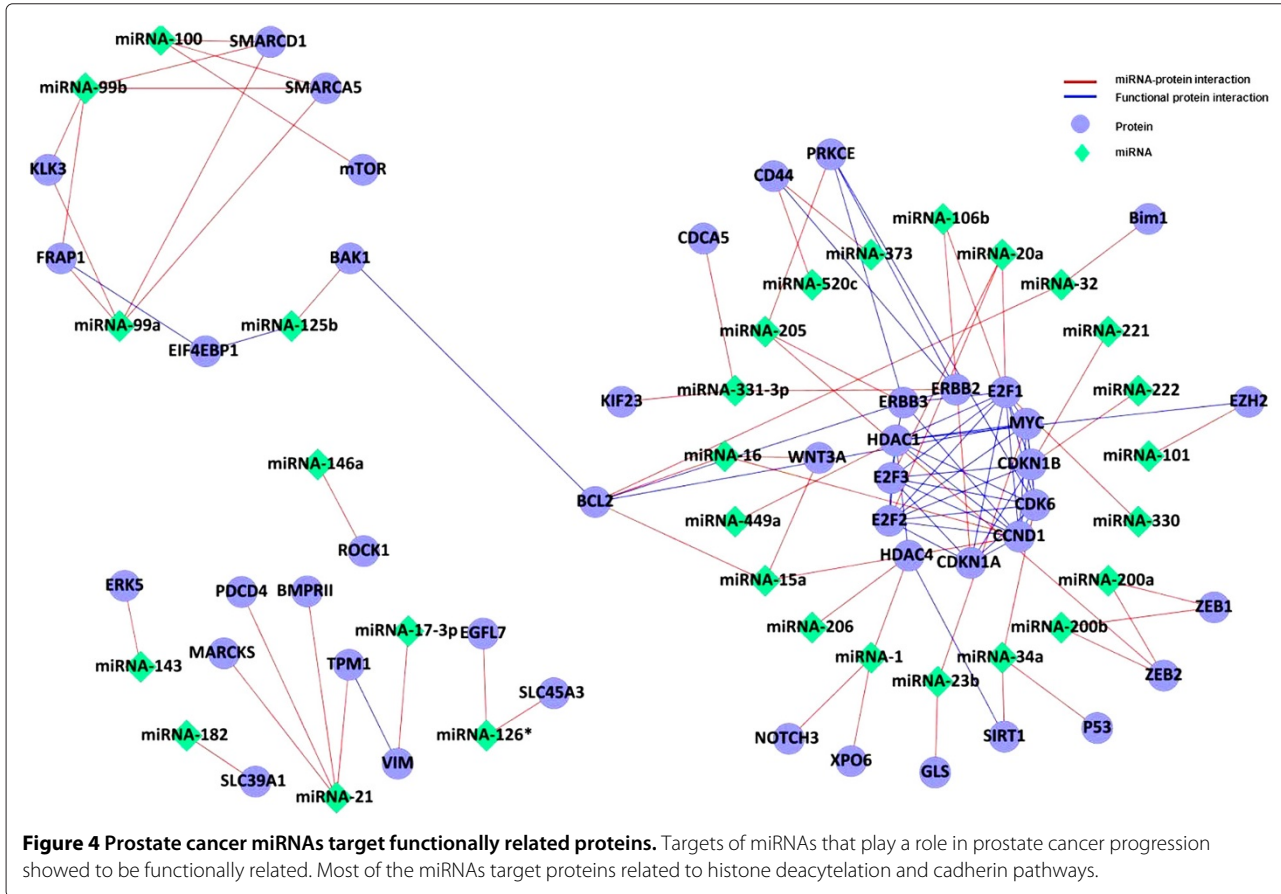 miRNA-100
SMARCD1
miRNA-99b
SMARCA5
KLK3
mTOR
FRAP1
BAK1
miRNA-99a
miRNA-125b
EIF4EBP1
miRNA-protein interaction
Functional protein interaction
Protein
miRNA
PRKCE
CD44
CDCA5
miRNA-106b
Bim1
miRNA-373
miRNA-20a
miRNA-520c
miRNA-32
miRNA-205
miRNA-221
miRNA-331-3p
ERBB2
E2F1
miRNA-222
KIF23
ERBB3
EZH2
MYC
HDAC1
miRNA-16
WNT3A
CDKN1B
miRNA-101
E2F3
BCL2
CDK6
miRNA-449a
E2F2
miRNA-330
CCND1
HDAC4
CDKN1A
miRNA-15a
miRNA-200a
ZEB1
miRNA-206
miRNA-200b
miRNA-1
miRNA-34a
miRNA-23b
ZEB2
NOTCH3
SIRT1
P53
XPO6
GLS
miRNA-146a
ROCK1
ERK5
PDCD4
BMPRII
miRNA-17-3p
EGFL7
MARCKS
miRNA-143
TPM1
SLC45A3
miRNA-182
miRNA-126*
VIM
SLC39A1
miRNA-21
Figure 4 Prostate cancer miRNAs target functionally related proteins. Targets of miRNAs that play a role in prostate cancer progression
showed to be functionally related. Most of the miRNAs target proteins related to histone deacytelation and cadherin pathways.